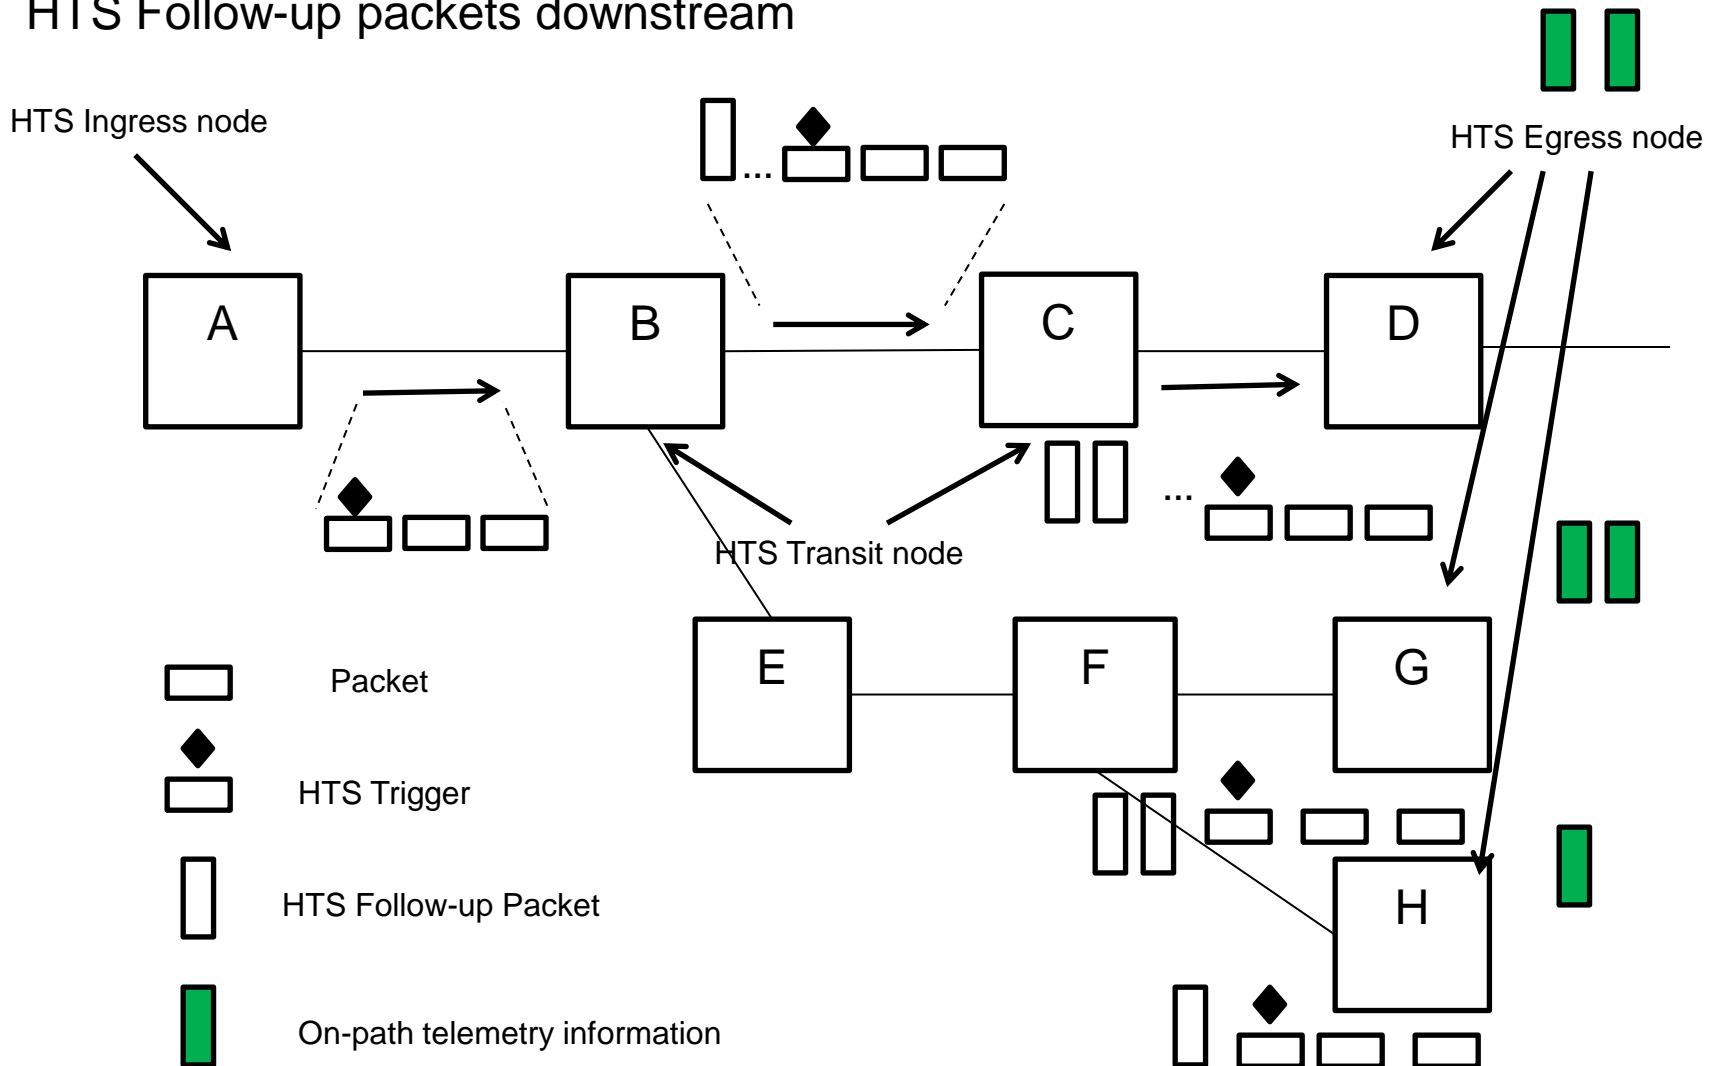 HTS Follow-up packets downstream
HTS Ingress node
HTS Egress node
...
A
B
C
D
...
HTS Transit node
E
F
G
Packet
HTS Trigger
HTS Follow-up Packet
H
On-path telemetry information